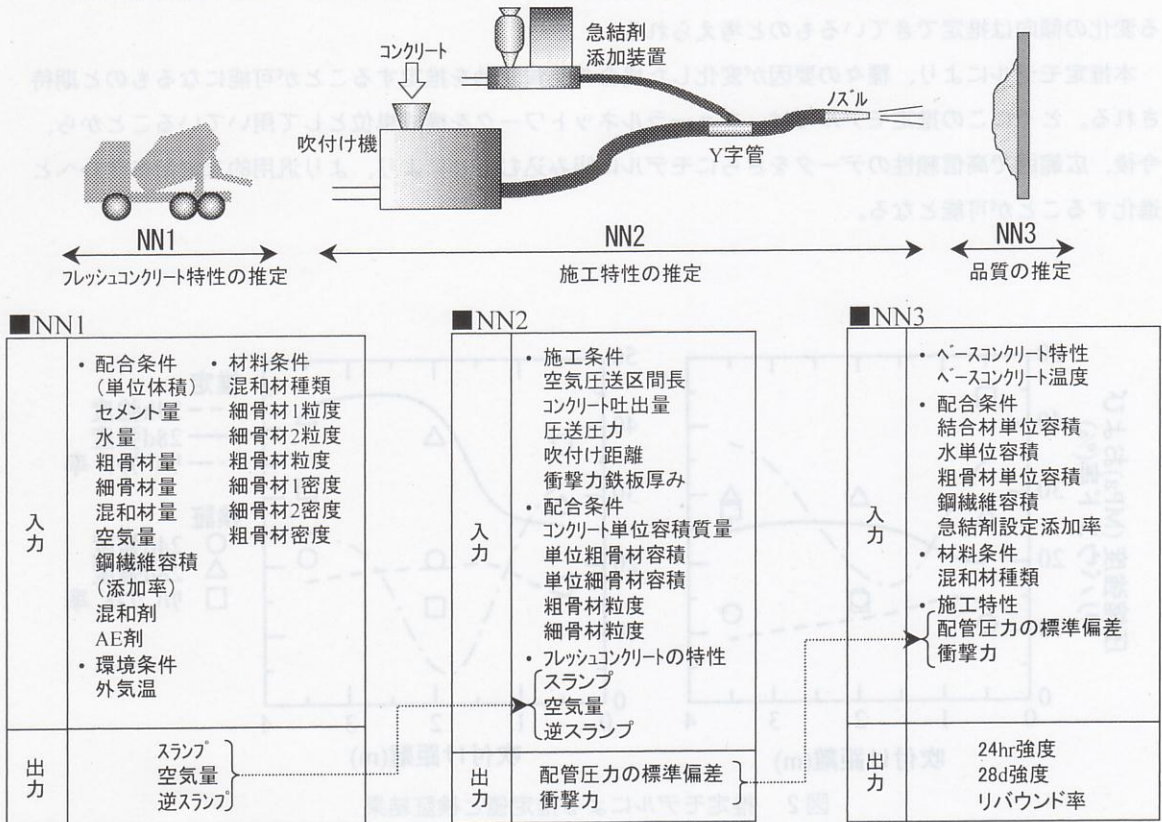 コンクリート
急結剤
添加装置
吹付け機
ノズル
Y字管
NN1
フレッシュコンクリート特性の推定
NN2
施工特性の推定
NN3
品質の推定
■NN1
入力
・配合条件
(単位体積)
セメント量
水量
粗骨材量
細骨材量
混和材量
空気量
鋼繊維容積
(添加率)
混和剤
AE剤
・環境条件
外気温
・材料条件
混和材種類
細骨材1粒度
細骨材2粒度
粗骨材粒度
細骨材1密度
細骨材2密度
粗骨材密度
出力
スランプ
空気量
逆スランプ
■NN2
入力
・施工条件
空気圧送区間長
コンクリート吐出量
圧送圧力
吹付け距離
衝撃力鉄板厚み
・配合条件
コンクリート単位容積質量
単位粗骨材容積
単位細骨材容積
粗骨材粒度
細骨材粒度
・フレッシュコンクリートの特性
スランプ
空気量
逆スランプ
出力
配管圧力の標準偏差
衝撃力
■NN3
入力
・ベースコンクリート特性
ベースコンクリート温度
・配合条件
結合材単位容積
水単位容積
粗骨材単位容積
鋼繊維容積
急結剤設定添加率
・材料条件
混和材種類
・施工特性
配管圧力の標準偏差
衝撃力
出力
24hr強度
28d強度
リバウンド率